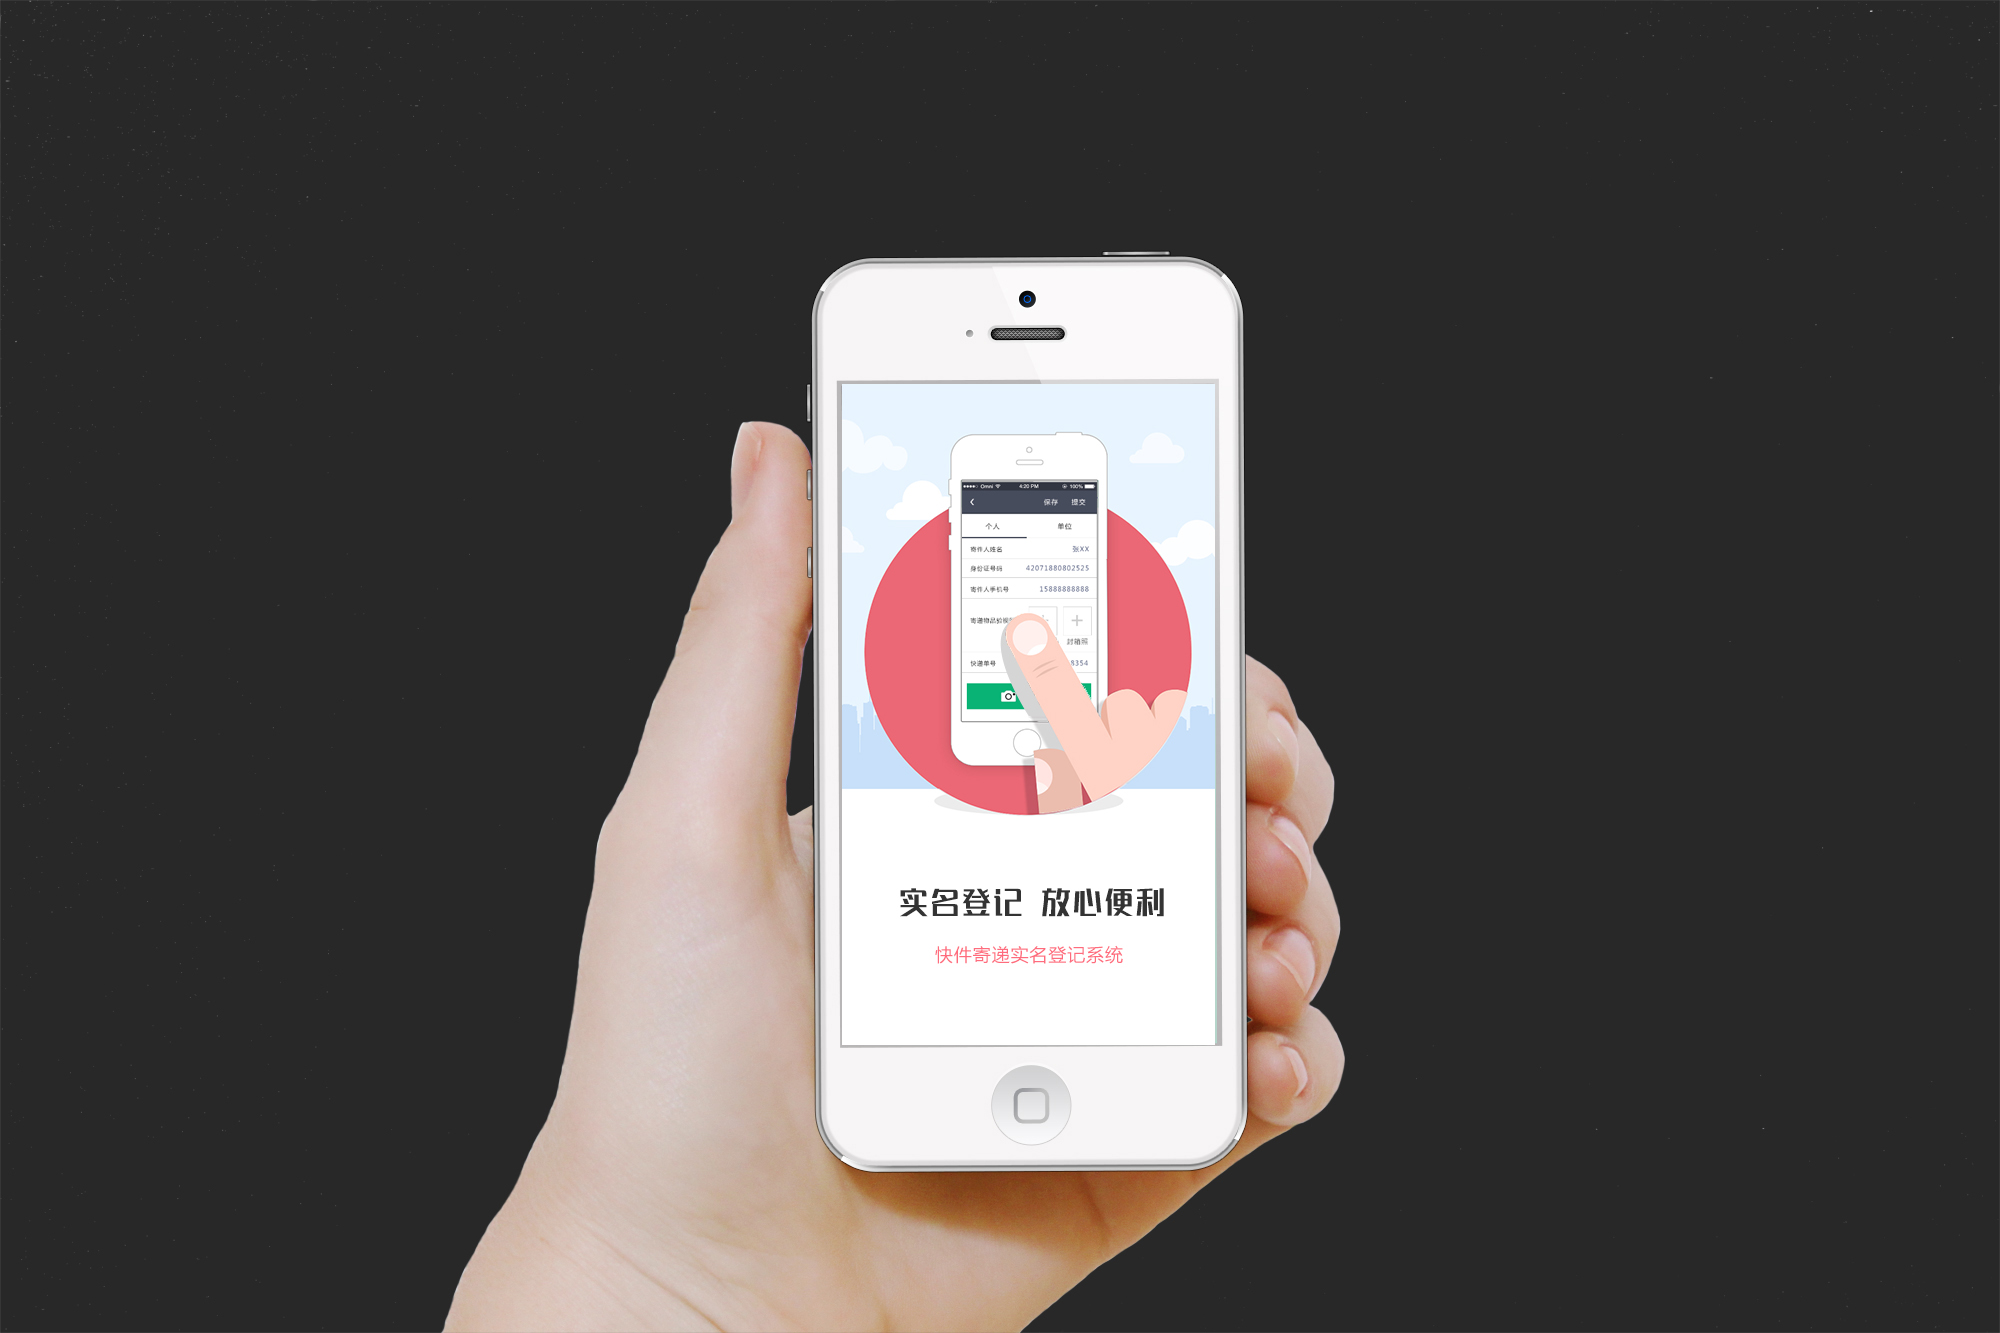 Omni 4:20 PM 100%
保存 提交
个人 单位
寄件人姓名 张XX
身份证号码 42071880802525
寄件人手机号 15888888888
寄递物品验视
封箱照
快递单号 8354
实名登记 放心便利
快件寄递实名登记系统